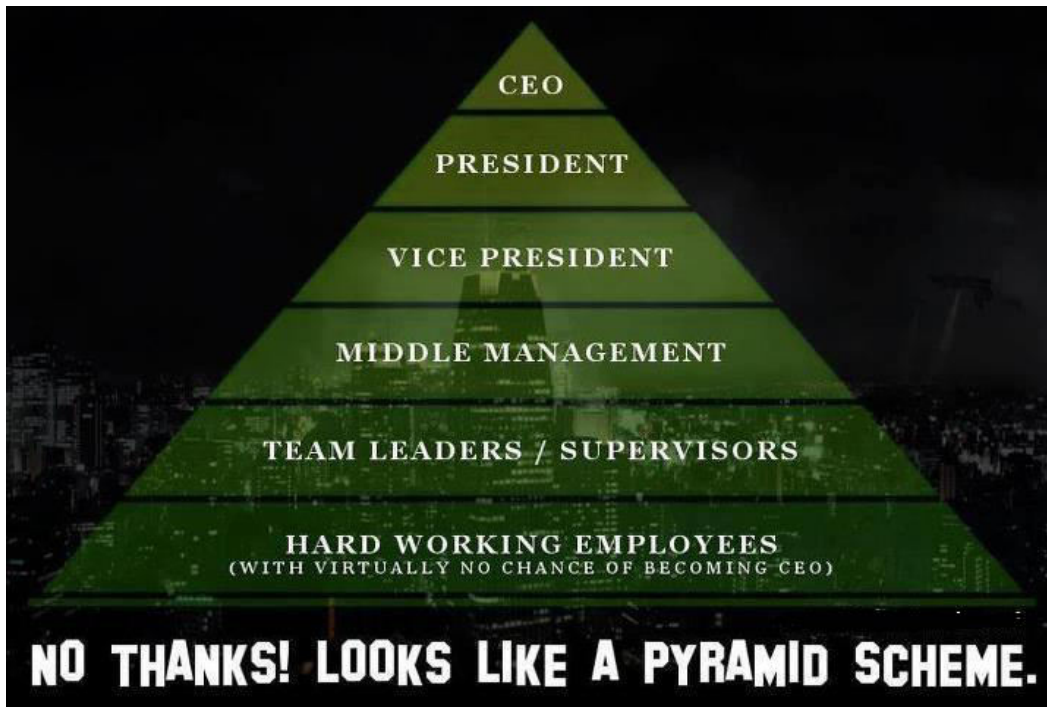 CEO
PRESIDENT
VICE PRESIDENT
MIDDLE MANAGEMENT
TEAM LEADERS / SUPERVISORS
HARD WORKING EMPLOYEES
(WITH VIRTUALLY NO CHANCE OF BECOMING CEO)
NO THANKS! LOOKS LIKE A PYRAMID SCHEME.